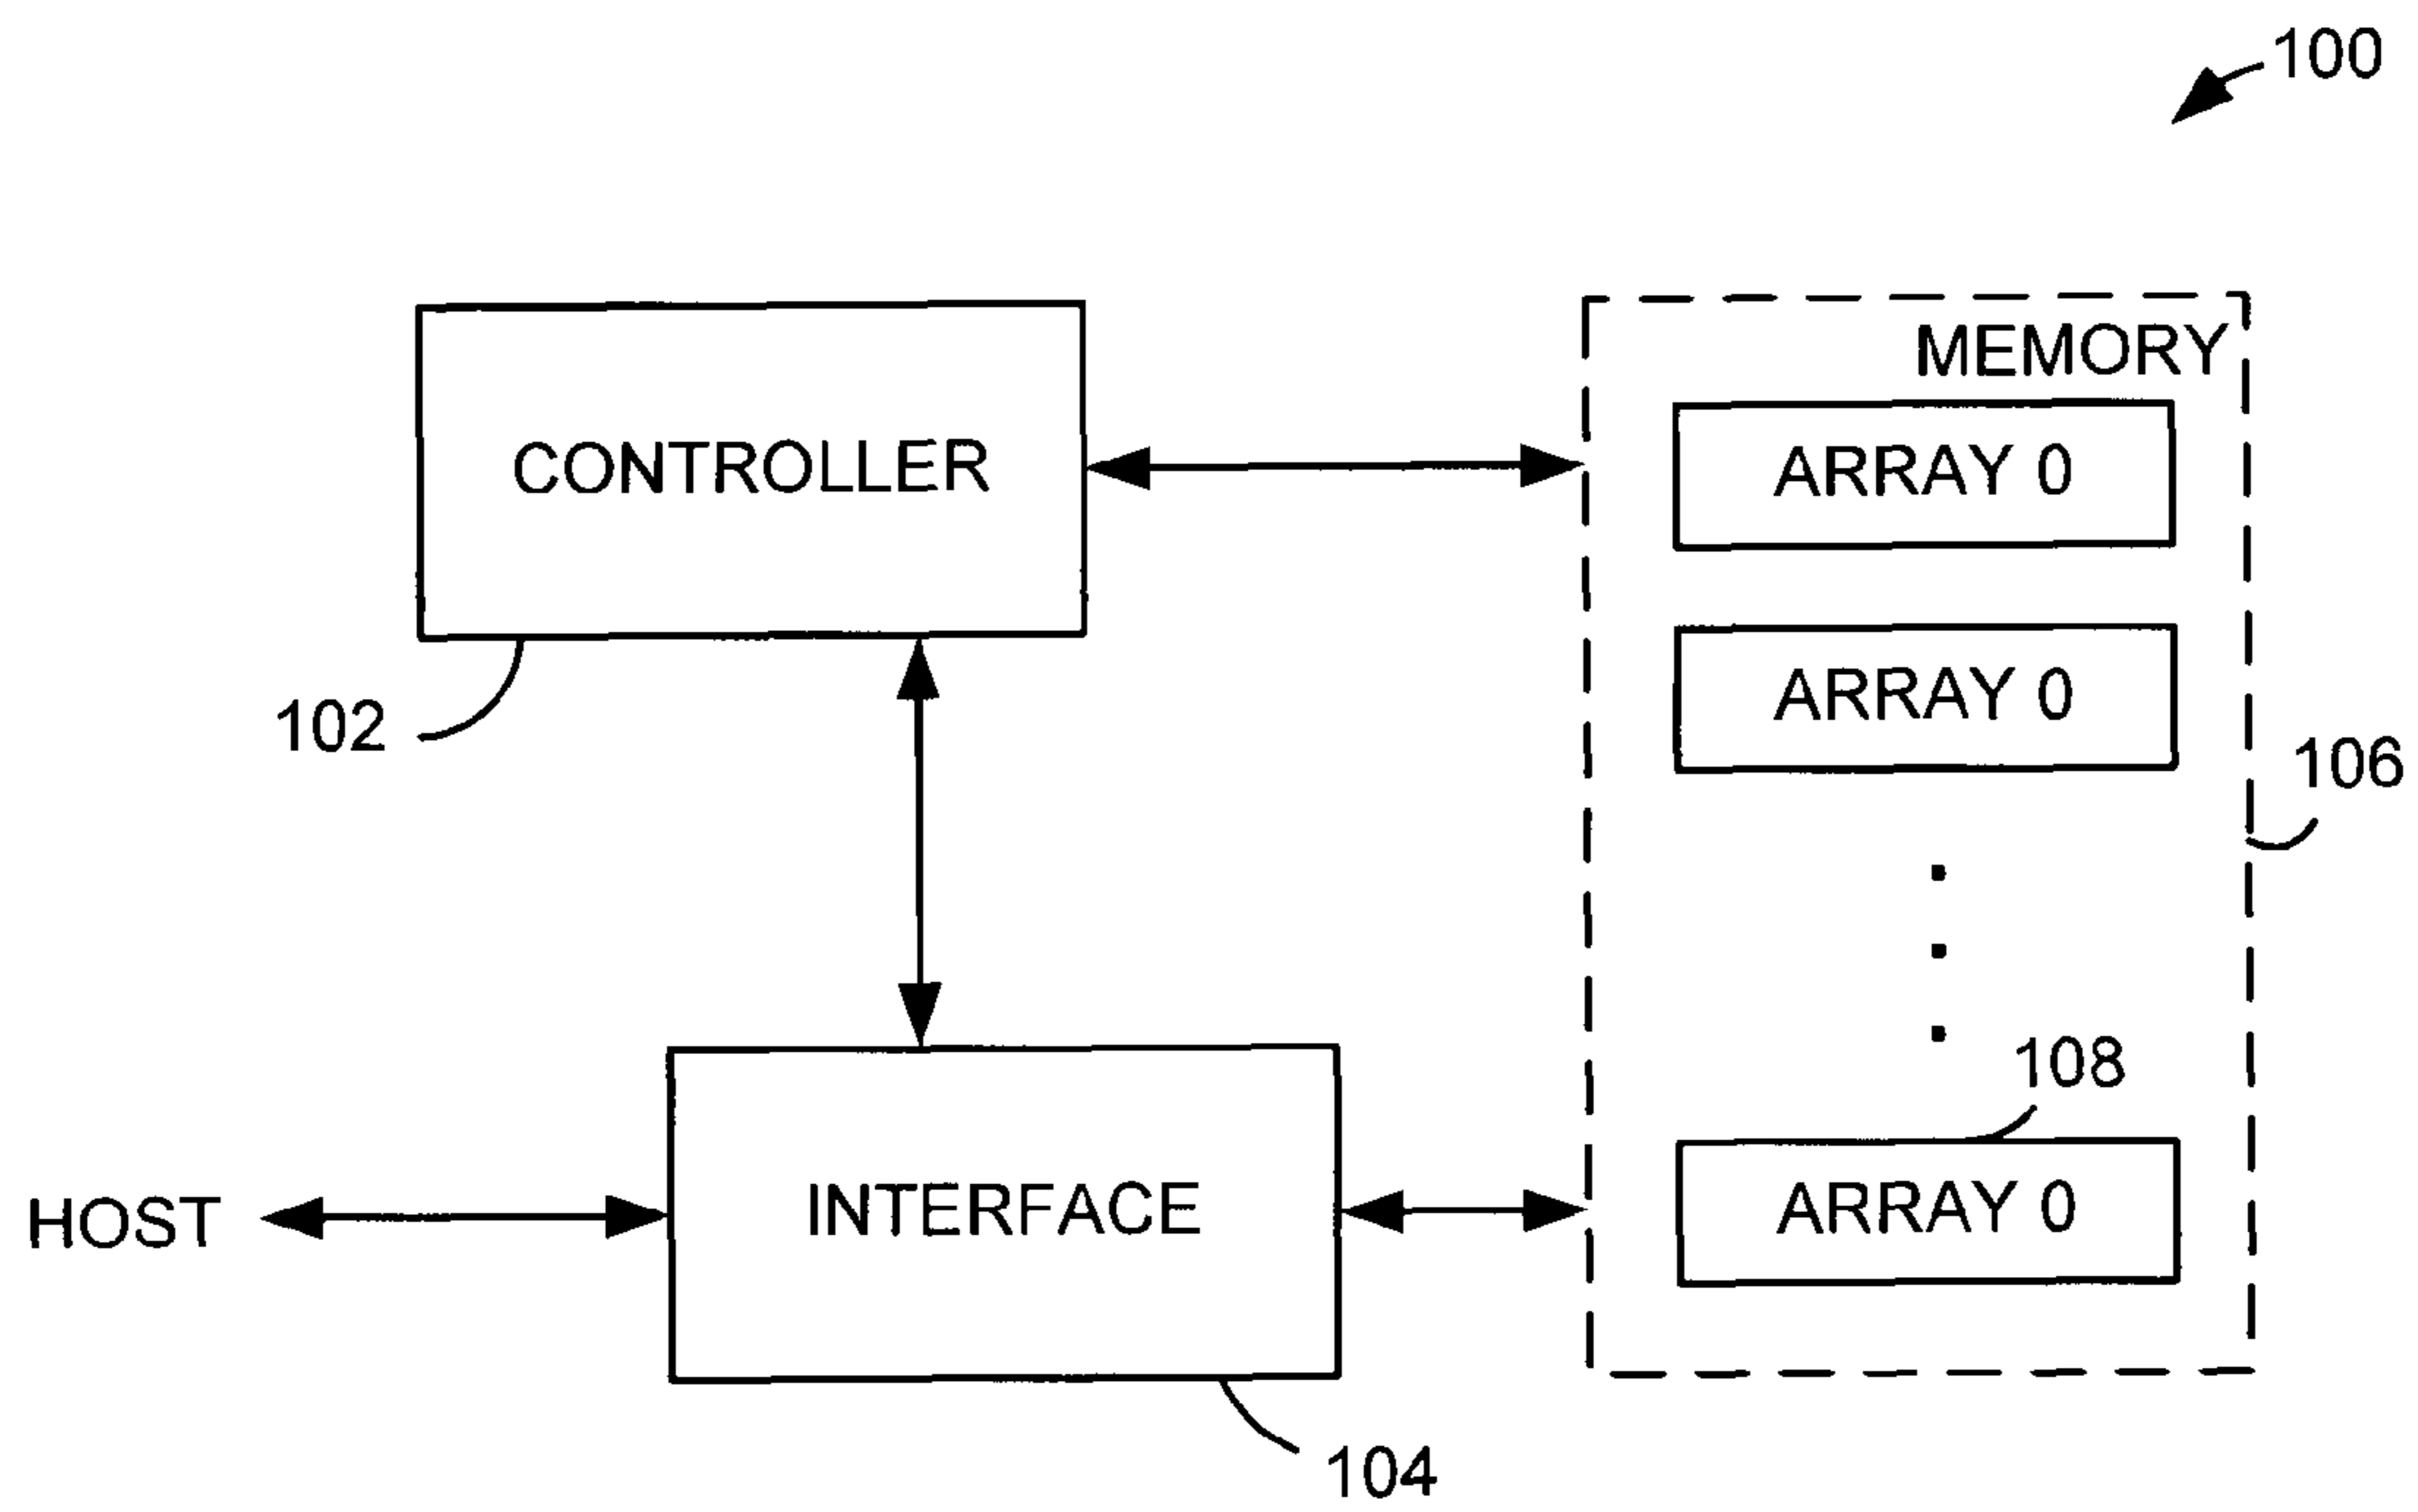 100
MEMORY
CONTROLLER
ARRAY 0
ARRAY 0
102
106
108
HOST
INTERFACE
ARRAY 0
104